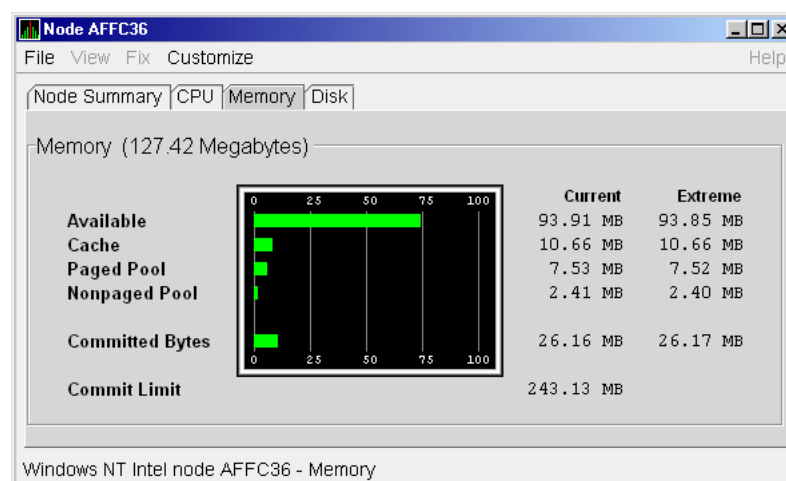 Node AFFC36
File View Fix Customize Help
Node Summary CPU Memory Disk
Memory (127.42 Megabytes)
Current Extreme
0 25 50 75 100
Available 93.91 MB 93.85 MB
Cache 10.66 MB 10.66 MB
Paged Pool 7.53 MB 7.52 MB
Nonpaged Pool 2.41 MB 2.40 MB
Committed Bytes 26.16 MB 26.17 MB
0 25 50 75 100
Commit Limit 243.13 MB
Windows NT Intel node AFFC36 - Memory